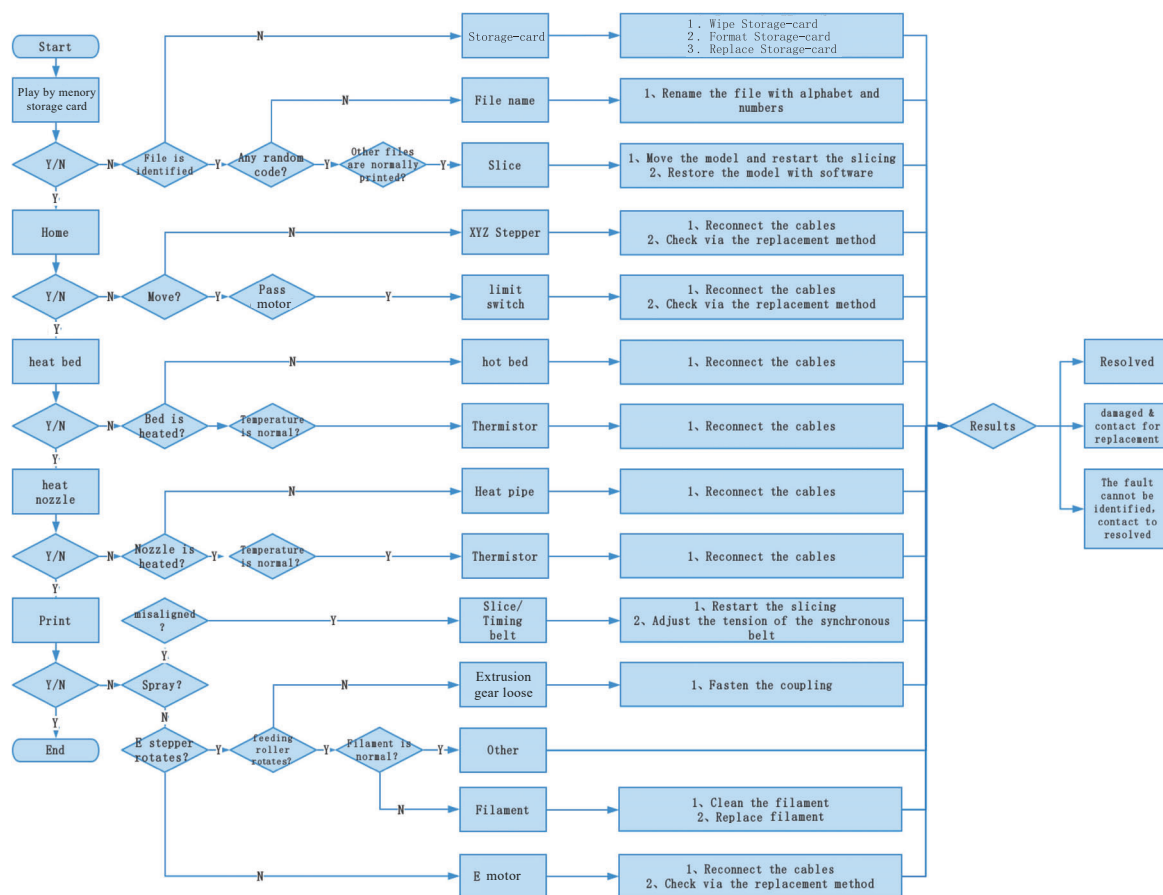 Start
Play by menory
storage card
Y/N
N
File is
identified
N
Storage-card
1. Wipe Storage-card
2. Format Storage-card
3. Replace Storage-card
Y
Any random
code?
N
File name
1、Rename the file with alphabet and
numbers
Y
Other files
are normally
printed?
Y
Slice
1、Move the model and restart the slicing
2、Restore the model with software
Y
Home
Y/N
N
Move?
N
XYZ Stepper
1、Reconnect the cables
2、Check via the replacement method
Y
Pass
motor
Y
limit
switch
1、Reconnect the cables
2、Check via the replacement method
Y
heat bed
Y/N
N
Bed is
heated?
N
hot bed
1、Reconnect the cables
Temperature
is normal?
Thermistor
1、Reconnect the cables
Y
heat
nozzle
Y/N
N
Nozzle is
heated?
N
Heat pipe
1、Reconnect the cables
Y
Temperature
is normal?
Y
Thermistor
1、Reconnect the cables
Y
Print
Y/N
N
Spray?
Y
misaligned
?
Y
Slice/
Timing
belt
1、Restart the slicing
2、Adjust the tension of the synchronous
belt
Y
End
N
E stepper
rotates?
Y
feeding
roller
rotates?
N
Extrusion
gear loose
1、Fasten the coupling
Y
Filament is
normal?
Y
Other
N
Filament
1、Clean the filament
2、Replace filament
N
E motor
1、Reconnect the cables
2、Check via the replacement method
Results
Resolved
damaged &
contact for
replacement
The fault
cannot be
identified,
contact to
resolved